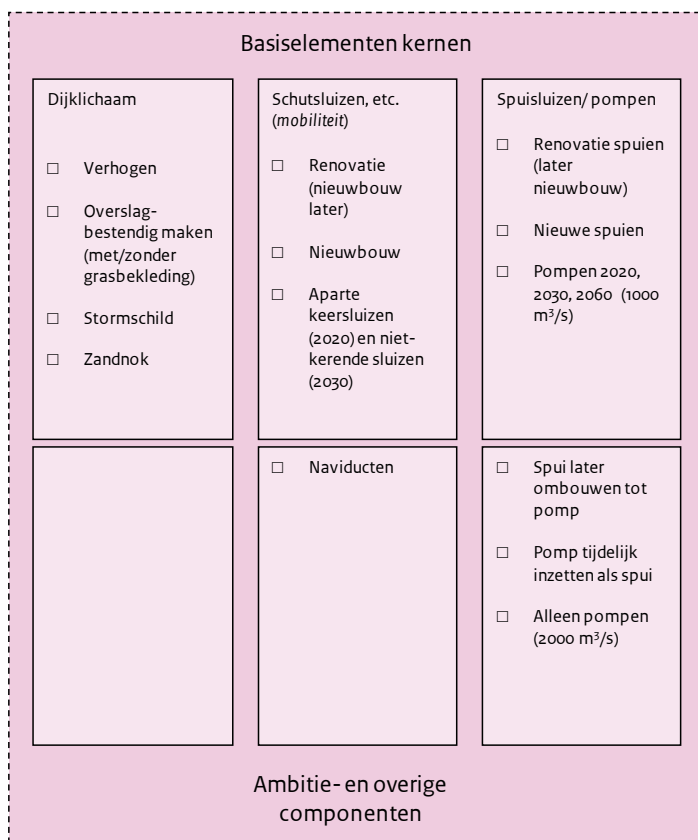 Basiselementen kernen
Dijklichaam
☐ Verhogen
☐ Overslag-
bestendig maken
(met/zonder
grasbekleding)
☐ Stormschild
☐ Zandnok
Schutsluizen, etc.
(mobiliteit)
☐ Renovatie
(nieuwbouw
later)
☐ Nieuwbouw
☐ Aparte
keersluizen
(2020) en niet-
kerende sluizen
(2030)
Spuisluizen/ pompen
☐ Renovatie spuien
(later
nieuwbouw)
☐ Nieuwe spuien
☐ Pompen 2020,
2030, 2060 (1000
m³/s)
☐ Naviducten
☐ Spui later
ombouwen tot
pomp
☐ Pomp tijdelijk
inzetten als spui
☐ Alleen pompen
(2000 m³/s)
Ambitie- en overige
componenten